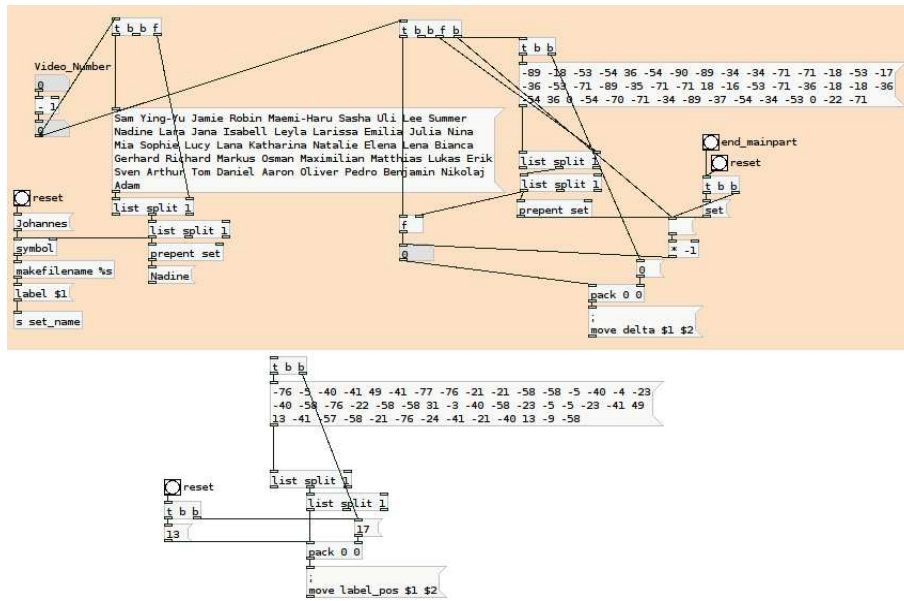 t b b f
t b b f b
t b b
Video_Number
0
- 1
0
-89 -18 -53 -54 36 -54 -90 -89 -34 -34 -71 -71 -18 -53 -17
-36 -53 -71 -89 -35 -71 -71 18 -16 -53 -71 -36 -18 -18 -36
-54 36 0 -54 -70 -71 -34 -89 -37 -54 -34 -53 0 -22 -71
Sam Ying-Yu Jamie Robin Maemi-Haru Sasha Uli Lee Summer
Nadine Lara Jana Isabell Leyla Larissa Emilia Julia Nina
Mia Sophie Lucy Lana Katharina Natalie Elena Lena Bianca
Gerhard Richard Markus Osman Maximilian Matthias Lukas Erik
Sven Arthur Tom Daniel Aaron Oliver Pedro Benjamin Nikolaj
Adam
end_mainpart
reset
t b b
set
list split 1
list split 1
prepent set
reset
Johannes
symbol
makefilename %s
label $1
s set_name
list split 1
list split 1
prepent set
Nadine
f
0
* -1
0
pack 0 0
;
move delta $1 $2
t b b
-76 -5 -40 -41 49 -41 -77 -76 -21 -21 -58 -58 -5 -40 -4 -23
-40 -58 -76 -22 -58 -58 31 -3 -40 -58 -23 -5 -5 -23 -41 49
13 -41 -57 -58 -21 -76 -24 -41 -21 -40 13 -9 -58
list split 1
list split 1
reset
t b b
13
17
pack 0 0
;
move label_pos $1 $2